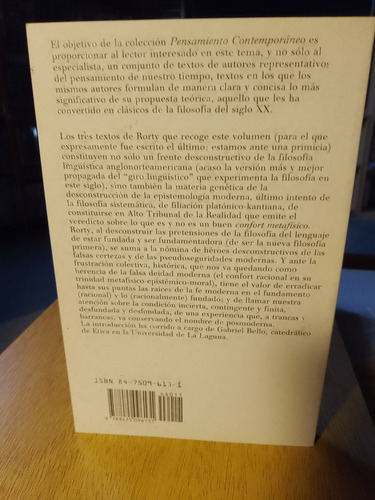 El objetivo de la colección Pensamiento Contemporáneo es
proporcionar al lector interesado en este tema, y no sólo al
especialista, un conjunto de textos de autores representativos
del pensamiento de nuestro tiempo, textos en los que los
mismos autores formulan de manera clara y concisa lo más
significativo de su propuesta teórica, aquello que les ha
convertido en clásicos de la filosofía del siglo XX.
Los tres textos de Rorty que recoge este volumen (para el que
expresamente fue escrito el último: estamos ante una primicia)
constituyen no sólo un frente desconstructivo de la filosofía
lingüística anglonorteamericana (acaso la versión más y mejor
propagada del "giro lingüístico" que experimenta la filosofía en
este siglo), sino también la materia genética de la
desconstrucción de la epistemología moderna, último intento de
la filosofía sistemática, de filiación platónico-kantiana, de
constituirse en Alto Tribunal de la Realidad que emite el
veredicto sobre lo que es y no es un buen confort metafísico.
Rorty, al desconstruir las pretensiones de la filosofía del lenguaje
de estar fundada y ser fundamentadora (de ser la nueva filosofía
primera), se suma a la nómina de héroes desconstructivos de las
falsas certezas y de las pseudoseguridades modernas. Y ante la
frustración colectiva, histórica, que nos va quedando como
herencia de la falsa deidad moderna (el confort racional en su
trinidad metafísico-epistémico-moral), tiene el valor de erradicar
hasta sus puntas las raíces de la fe moderna en el fundamento
(racional) y lo (racionalmente) fundado; y de llamar nuestra
atención sobre la condición incierta, contingente y finita,
desfundada y desfondada, de una experiencia que, a trancas y
barrancas, va conservando el nombre de posmoderna.
La introducción ha corrido a cargo de Gabriel Bello, catedrático
de Ética en la Universidad de La Laguna.
ISBN 84-7509-613-1
9 788475 096131